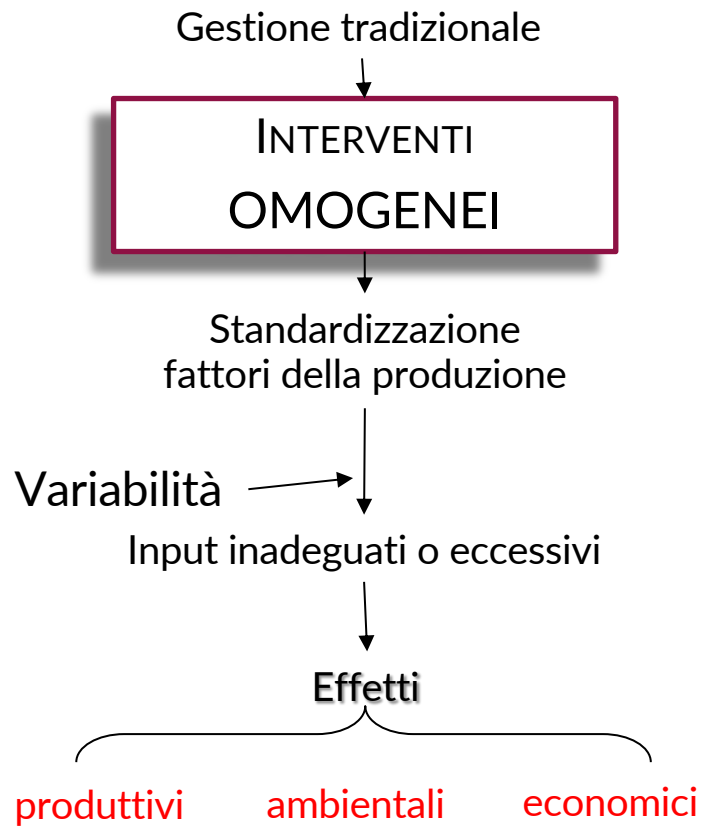 Gestione tradizionale
INTERVENTI
OMOGENEI
Standardizzazione
fattori della produzione
Variabilità
Input inadeguati o eccessivi
Effetti
produttivi ambientali economici